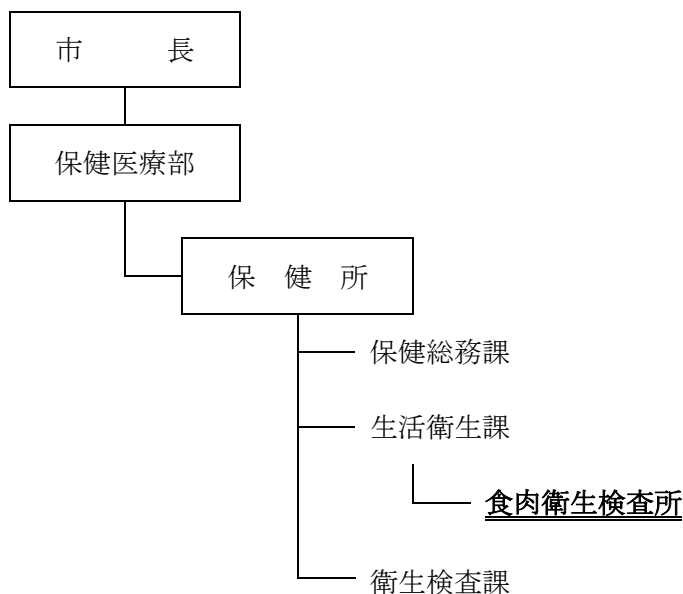 市　　　長
保健医療部
保　健　所
保健総務課
生活衛生課
食肉衛生検査所
衛生検査課